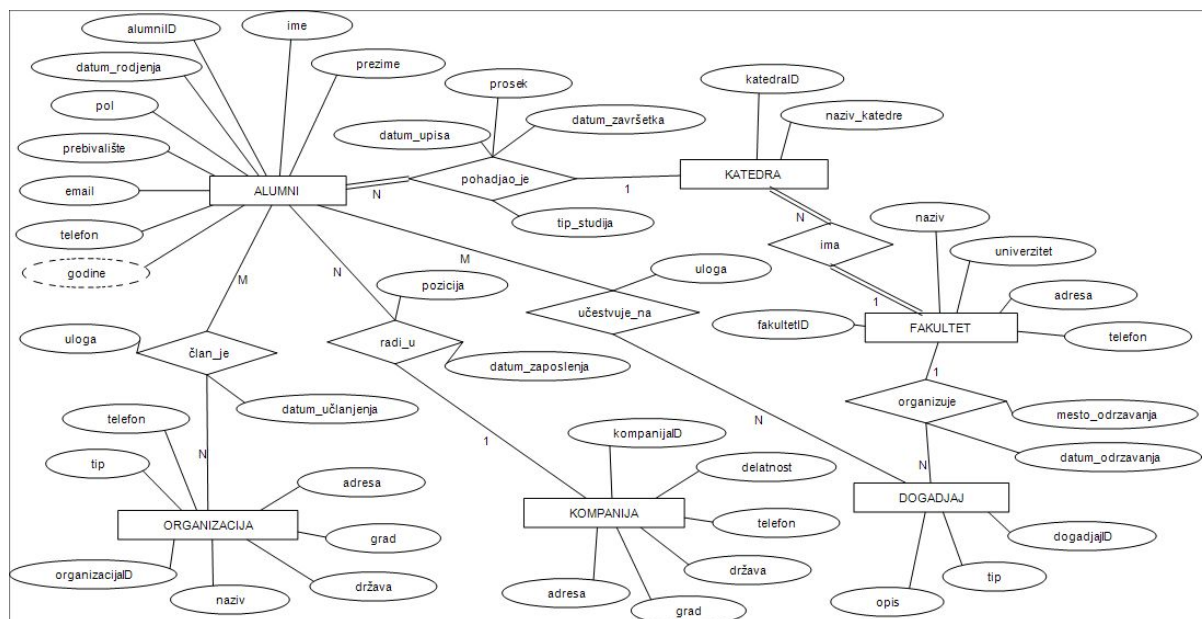 alumniID
ime
datum_rodjenja
prezime
pol
prebivalište
email
telefon
godine
ALUMNI
prosek
datum_upisa
datum_završetka
pohadjao_je
tip_studija
N
1
katedraID
naziv_katedre
KATEDRA
N
ima
1
naziv
univerzitet
adresa
fakultetID
FAKULTET
telefon
M
N
M
uloga
učestvuje_na
N
pozicija
radi_u
datum_zaposlenja
1
uloga
član_je
datum_učlanjenja
N
1
organizuje
mesto_odrzavanja
datum_odrzavanja
N
telefon
tip
adresa
ORGANIZACIJA
grad
organizacijaID
naziv
država
kompanijaID
delatnost
KOMPANIJA
telefon
država
adresa
grad
DOGADJAJ
dogadjajID
tip
opis